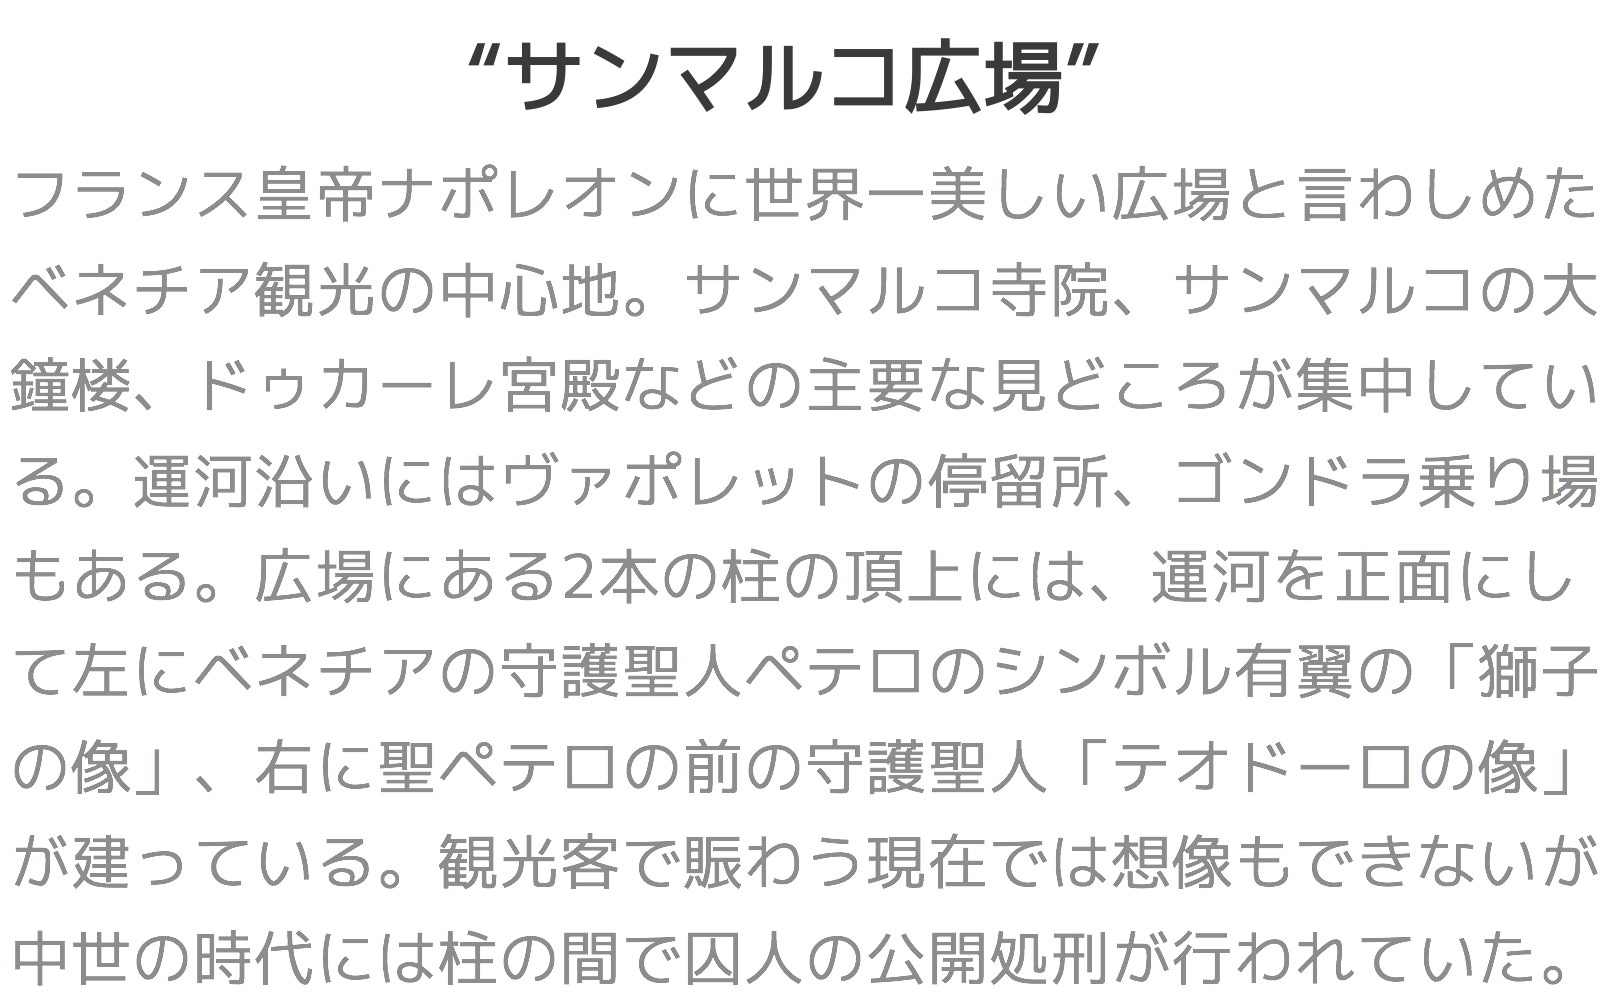 “サンマルコ広場”
フランス皇帝ナポレオンに世界一美しい広場と言わしめた
ベネチア観光の中心地。サンマルコ寺院、サンマルコの大
鐘楼、ドゥカーレ宮殿などの主要な見どころが集中してい
る。運河沿いにはヴァポレットの停留所、ゴンドラ乗り場
もある。広場にある2本の柱の頂上には、運河を正面にし
て左にベネチアの守護聖人ペテロのシンボル有翼の「獅子
の像」、右に聖ペテロの前の守護聖人「テオドーロの像」
が建っている。観光客で賑わう現在では想像もできないが
中世の時代には柱の間で囚人の公開処刑が行われていた。